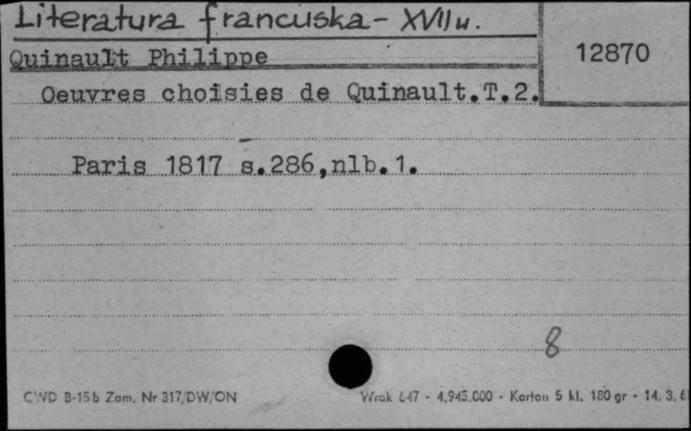 Literatura francuska - XVII w.
12870
Quinault Philippe
Oeuvres choisies de Quinault.T.2.
Paris 1817 s.286,nlb.1.
8
CWD B-15b Zam. Nr 317/DW/ON
Wrak 647 - 4.945.000 - Karton 5 kl. 180 gr - 14. 3. 6